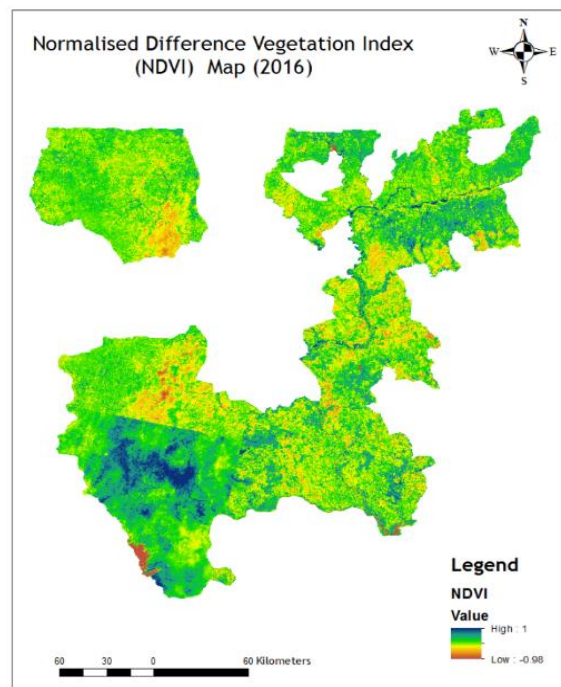 Normalised Difference Vegetation Index
(NDVI) Map (2016)
N
W E
S
Legend
NDVI
Value
High : 1
Low : -0.98
60 30 0 60 Kilometers